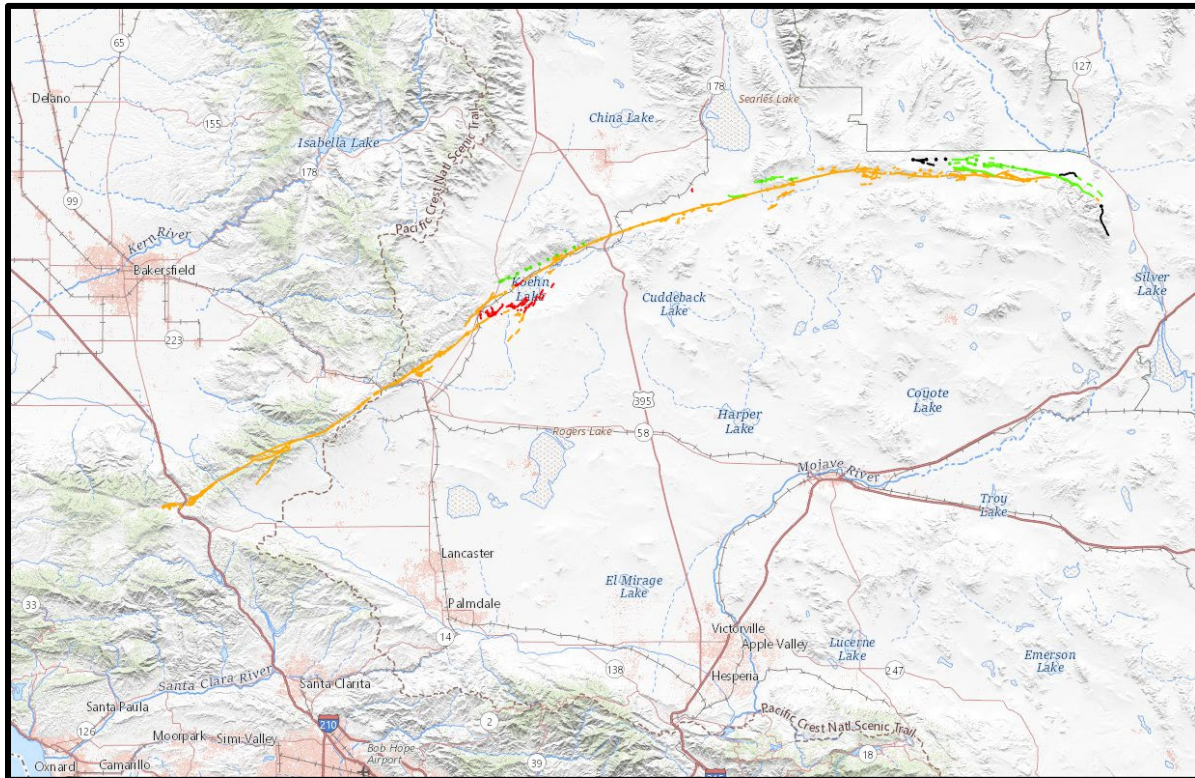 65
127
178
Searles Lake
Delano
China Lake
155
Isabella Lake
178
Pacific Crest Natl Scenic Trail
99
Kern River
Bakersfield
Koehn
Lake
Silver
Lake
Cuddeback
Lake
223
395
Coyote
Lake
Harper
Lake
Rogers Lake
58
Mojave River
Troy
Lake
Lancaster
El Mirage
Lake
33
Palmdale
14
Victorville
Apple Valley
Lucerne
Lake
Emerson
Lake
138
247
Hesperia
Santa Clara River
Santa Clarita
Santa Paula
Pacific Crest Natl Scenic Trail
126
Moorpark
Simi Valley
210
2
Bob Hope
Airport
18
39
Oxnard
Camarillo